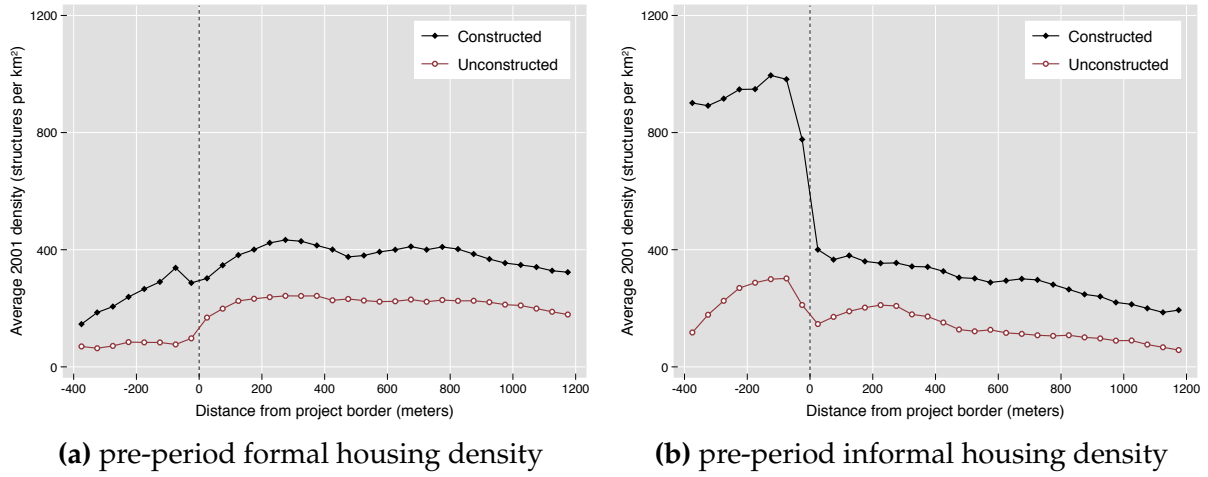 Average 2001 density (structures per km²)
1200
800
400
0
Constructed
Unconstructed
-400 -200 0 200 400 600 800 1000 1200
Distance from project border (meters)
(a) pre-period formal housing density
Average 2001 density (structures per km²)
1200
800
400
0
Constructed
Unconstructed
-400 -200 0 200 400 600 800 1000 1200
Distance from project border (meters)
(b) pre-period informal housing density